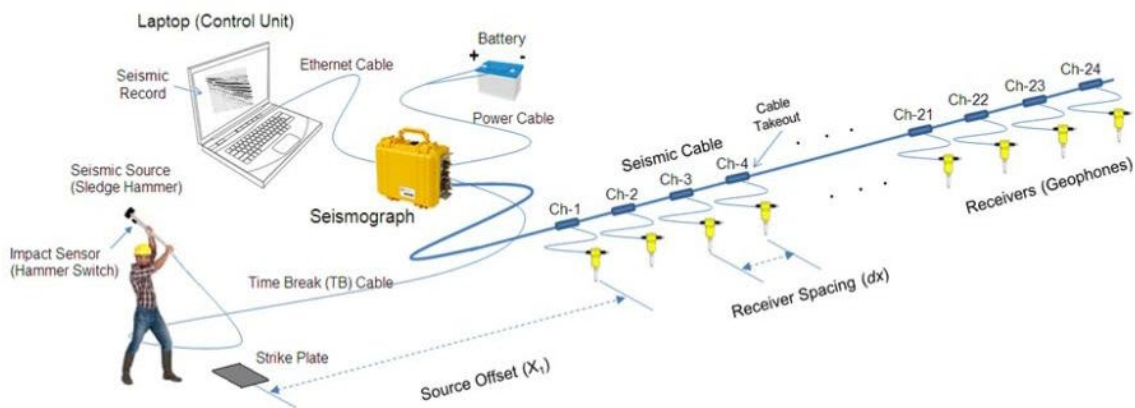 Laptop (Control Unit)
Seismic
Record
Ethernet Cable
Battery
+ -
Power Cable
Seismograph
Seismic Source
(Sledge Hammer)
Impact Sensor
(Hammer Switch)
Time Break (TB) Cable
Strike Plate
Source Offset (X₁)
Seismic Cable
Cable
Takeout
Ch-1
Ch-2
Ch-3
Ch-4
Ch-21
Ch-22
Ch-23
Ch-24
Receivers (Geophones)
Receiver Spacing (dx)